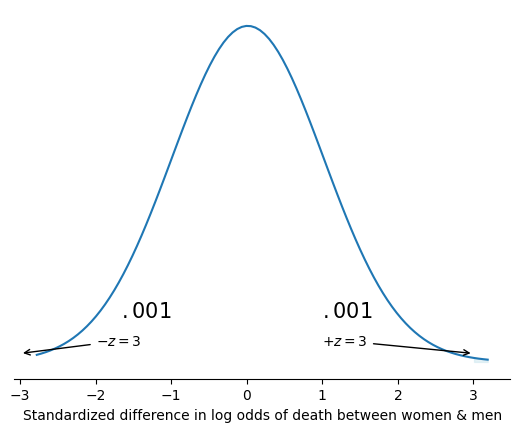 .001 .001
−z = 3 +z = 3
−3 −2 −1 0 1 2 3
Standardized difference in log odds of death between women & men